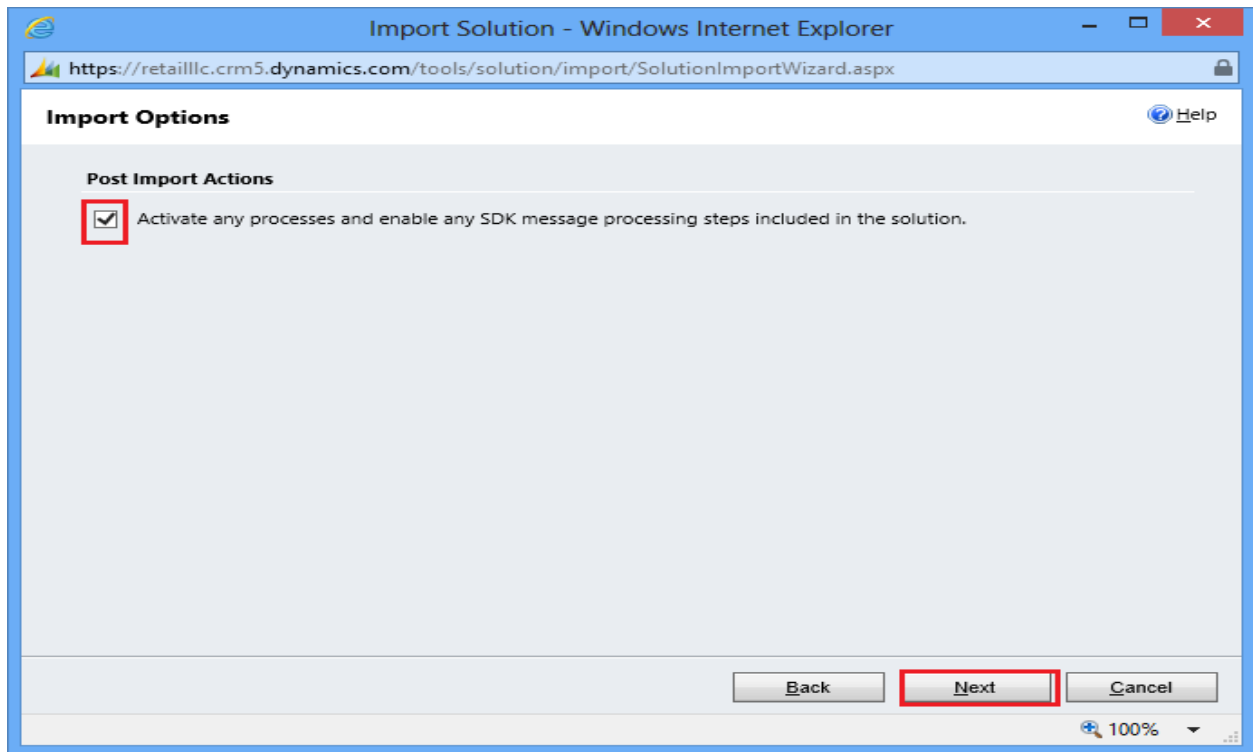 Import Solution - Windows Internet Explorer
https://retailllc.crm5.dynamics.com/tools/solution/import/SolutionImportWizard.aspx
Import Options
Help
Post Import Actions
Activate any processes and enable any SDK message processing steps included in the solution.
Back
Next
Cancel
100%